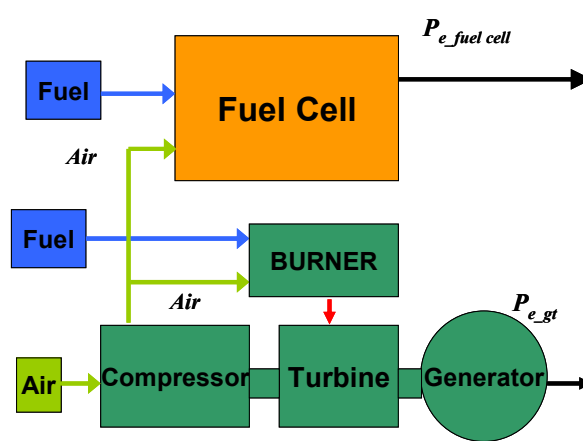 P_e_fuel cell
Fuel
Fuel Cell
Air
Fuel
BURNER
Air
P_e_gt
Air
Compressor
Turbine
Generator